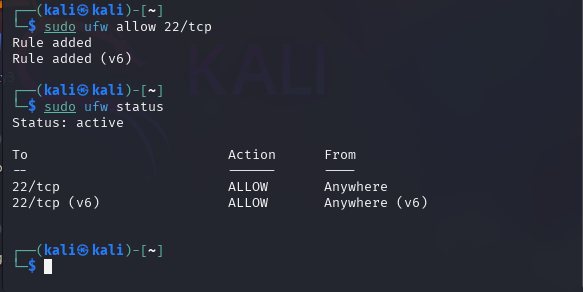 ┌──(kali㉿kali)-[~]
└─$ sudo ufw allow 22/tcp
Rule added
Rule added (v6)
KALI
┌──(kali㉿kali)-[~]
└─$ sudo ufw status
Status: active
To                         Action      From
--                         ------      ----
22/tcp                     ALLOW       Anywhere
22/tcp (v6)                ALLOW       Anywhere (v6)
┌──(kali㉿kali)-[~]
└─$